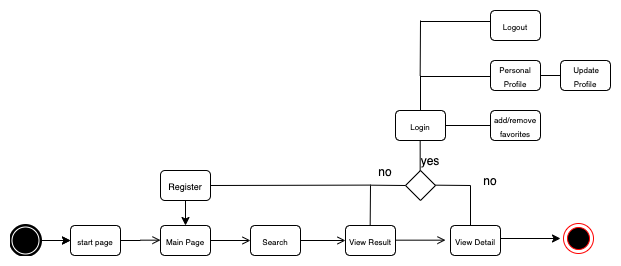 Logout
Personal
Profile
Update
Profile
Login
add/remove
favorites
yes
no
no
Register
start page
Main Page
Search
View Result
View Detail